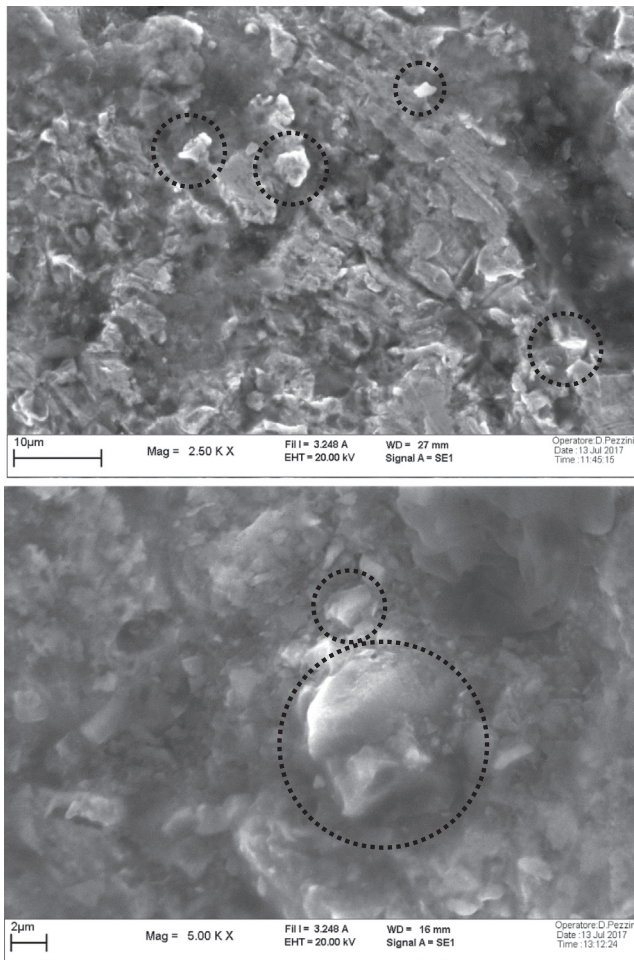 10µm
Mag = 2.50 K X
Fil I = 3.248 A
EHT = 20.00 kV
WD = 27 mm
Signal A = SE1
Operatore:D.Pezzini
Date :13 Jul 2017
Time :11:45:15
2µm
Mag = 5.00 K X
Fil I = 3.248 A
EHT = 20.00 kV
WD = 16 mm
Signal A = SE1
Operatore:D.Pezzini
Date :13 Jul 2017
Time :13:12:24